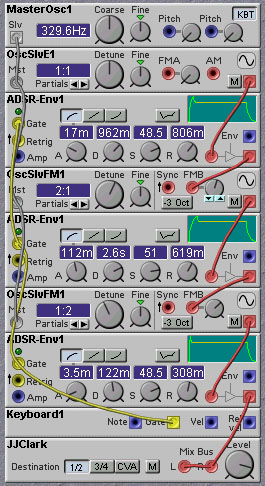 MasterOsc1 Coarse Fine Pitch Pitch KBT
Slv 329.6Hz
OscSlvE1 Detune Fine FMA AM
Mst 1:1
Partials M
ADSR-Env1
Gate 17m 962m 48.5 806m Env
Retrig
Amp A D S R
OscSlvFM1 Detune Fine Sync FMB
Mst 2:1
Partials -3 Oct M
ADSR-Env1
Gate 112m 2.6s 51 619m Env
Retrig
Amp A D S R
OscSlvFM1 Detune Fine Sync FMB
Mst 1:2
Partials -3 Oct M
ADSR-Env1
Gate 3.5m 122m 48.5 308m Env
Retrig
Amp A D S R
Keyboard1 Note Gate Vel Rel vel
JJClark Mix Bus Level
Destination 1/2 3/4 CVA M L R